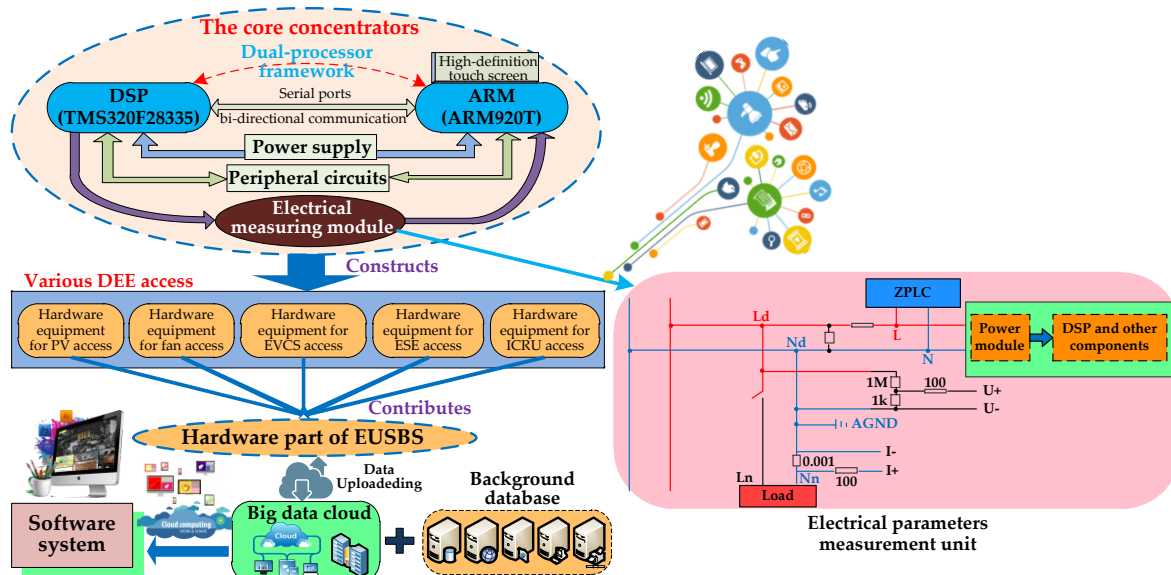 The core concentrators
Dual-processor
framework
High-definition
touch screen
DSP
(TMS320F28335)
Serial ports
bi-directional communication
ARM
(ARM920T)
Power supply
Peripheral circuits
Electrical
measuring module
Constructs
Various DEE access
Hardware
equipment
for PV access
Hardware
equipment
for fan access
Hardware
equipment for
EVCS access
Hardware
equipment for
ESE access
Hardware
equipment for
ICRU access
Contributes
Hardware part of EUSBS
Data
Uploadeding
Background
database
Big data cloud
Cloud
Cloud computing
Software
system
ZPLC
Ld
L
Nd
N
Power
module
DSP and other
components
1M
100
U+
1k
U-
AGND
I-
0.001
I+
Ln
Nn
100
Load
Electrical parameters
measurement unit